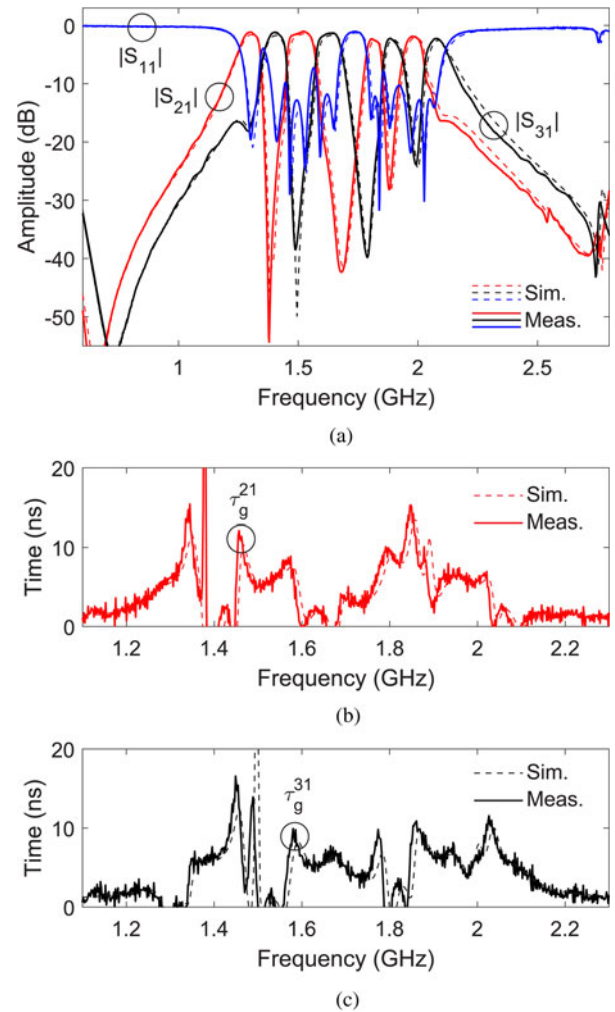 0
-10
-20
-30
-40
-50
Amplitude (dB)
|S11|
|S21|
|S31|
Sim.
Meas.
1
1.5
2
2.5
Frequency (GHz)
(a)
20
10
0
Time (ns)
τg21
Sim.
Meas.
1.2
1.4
1.6
1.8
2
2.2
Frequency (GHz)
(b)
20
10
0
Time (ns)
τg31
Sim.
Meas.
1.2
1.4
1.6
1.8
2
2.2
Frequency (GHz)
(c)